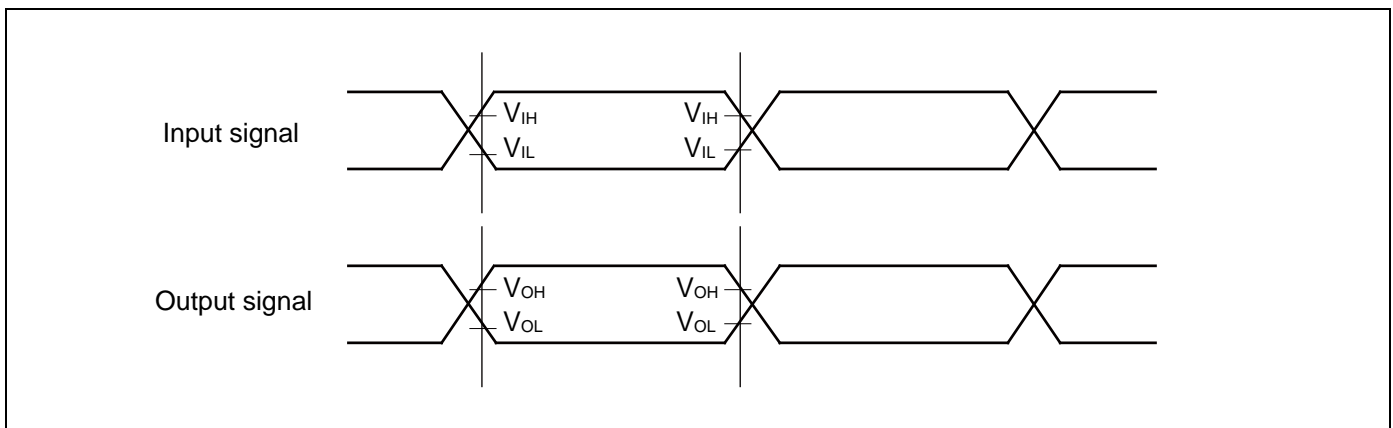 Input signal
VIH VIH
VIL VIL
Output signal
VOH VOH
VOL VOL